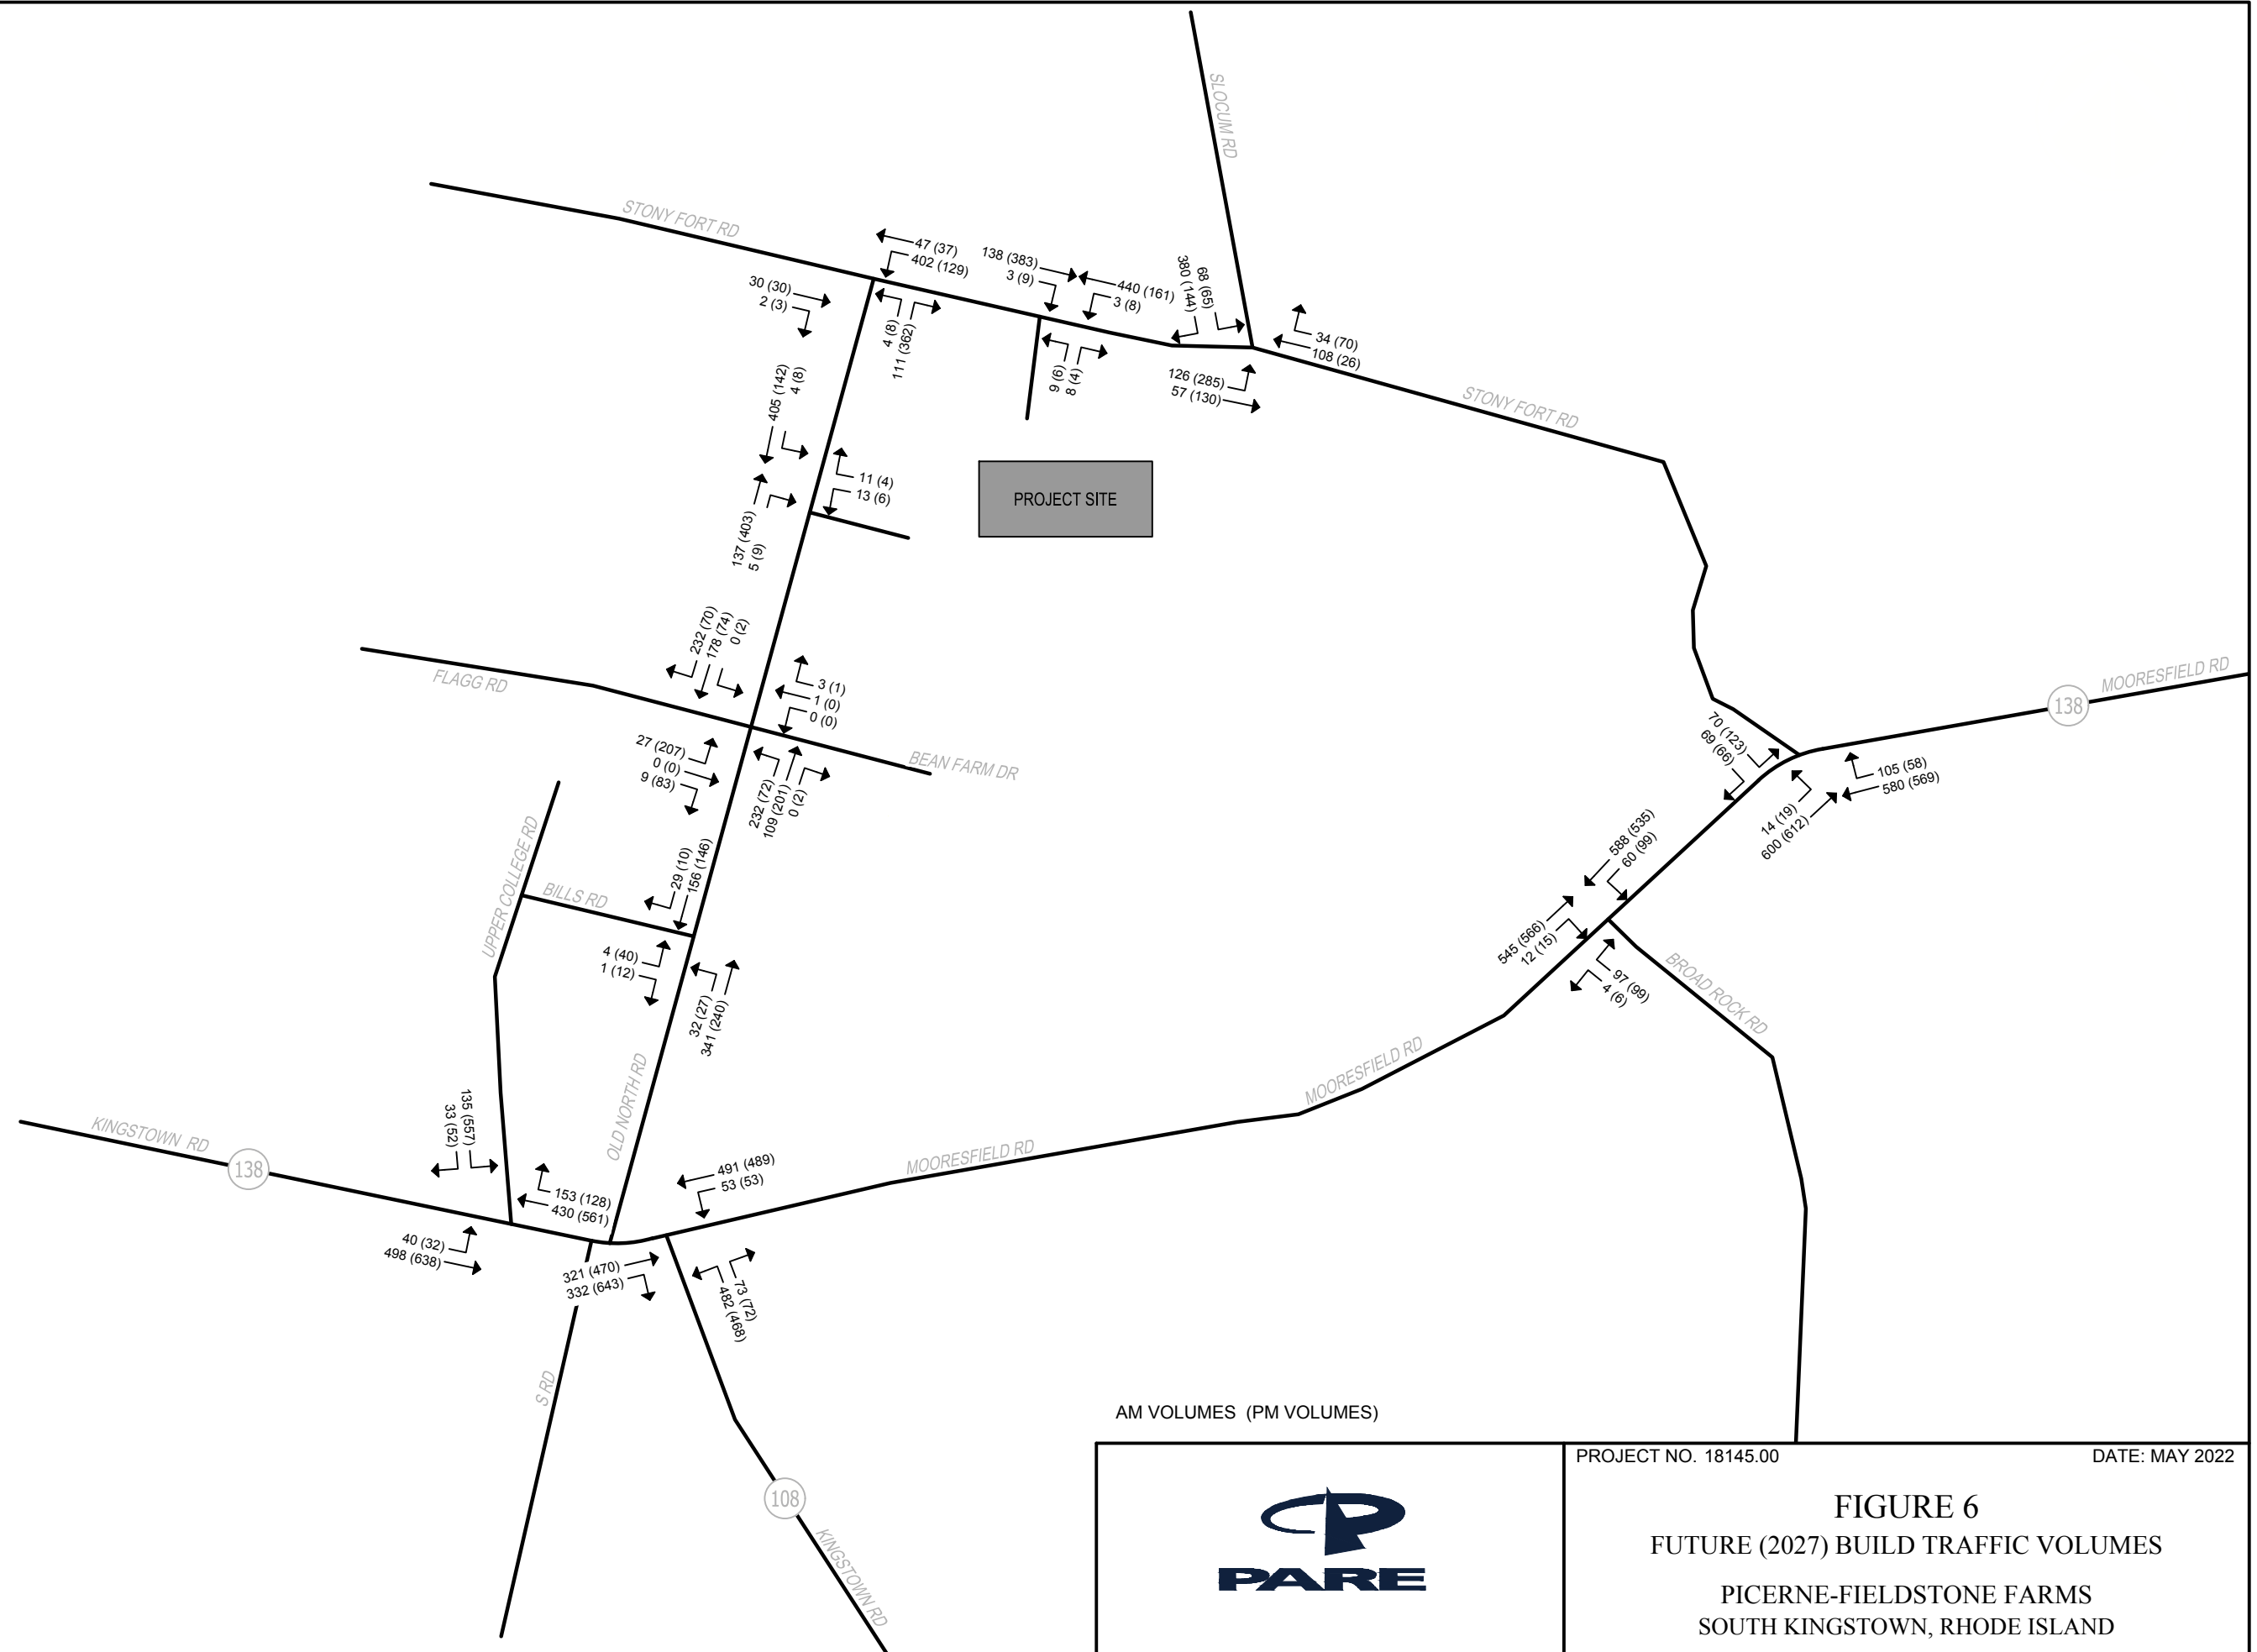 SLOCUM RD
STONY FORT RD
47 (37)
402 (129)
138 (383)
3 (9)
30 (30)
2 (3)
440 (161)
3 (8)
380 (144)
68 (65)
4 (8)
111 (362)
34 (70)
108 (26)
9 (6)
8 (4)
126 (285)
57 (130)
STONY FORT RD
405 (142)
4 (8)
11 (4)
13 (6)
PROJECT SITE
137 (403)
5 (9)
232 (70)
178 (74)
0 (2)
FLAGG RD
3 (1)
1 (0)
0 (0)
MOORESFIELD RD
138
70 (123)
69 (66)
27 (207)
0 (0)
9 (83)
BEAN FARM DR
105 (58)
580 (569)
232 (72)
109 (201)
0 (2)
14 (19)
600 (612)
UPPER COLLEGE RD
29 (10)
156 (146)
588 (535)
60 (99)
BILLS RD
545 (566)
12 (15)
4 (40)
1 (12)
97 (99)
4 (6)
BROAD ROCK RD
32 (27)
341 (240)
OLD NORTH RD
MOORESFIELD RD
135 (557)
33 (52)
KINGSTOWN RD
138
MOORESFIELD RD
491 (489)
53 (53)
153 (128)
430 (561)
40 (32)
498 (638)
321 (470)
332 (643)
73 (72)
482 (468)
S RD
108
KINGSTOWN RD
AM VOLUMES (PM VOLUMES)
PARE
PROJECT NO. 18145.00
DATE: MAY 2022
FIGURE 6
FUTURE (2027) BUILD TRAFFIC VOLUMES
PICERNE-FIELDSTONE FARMS
SOUTH KINGSTOWN, RHODE ISLAND